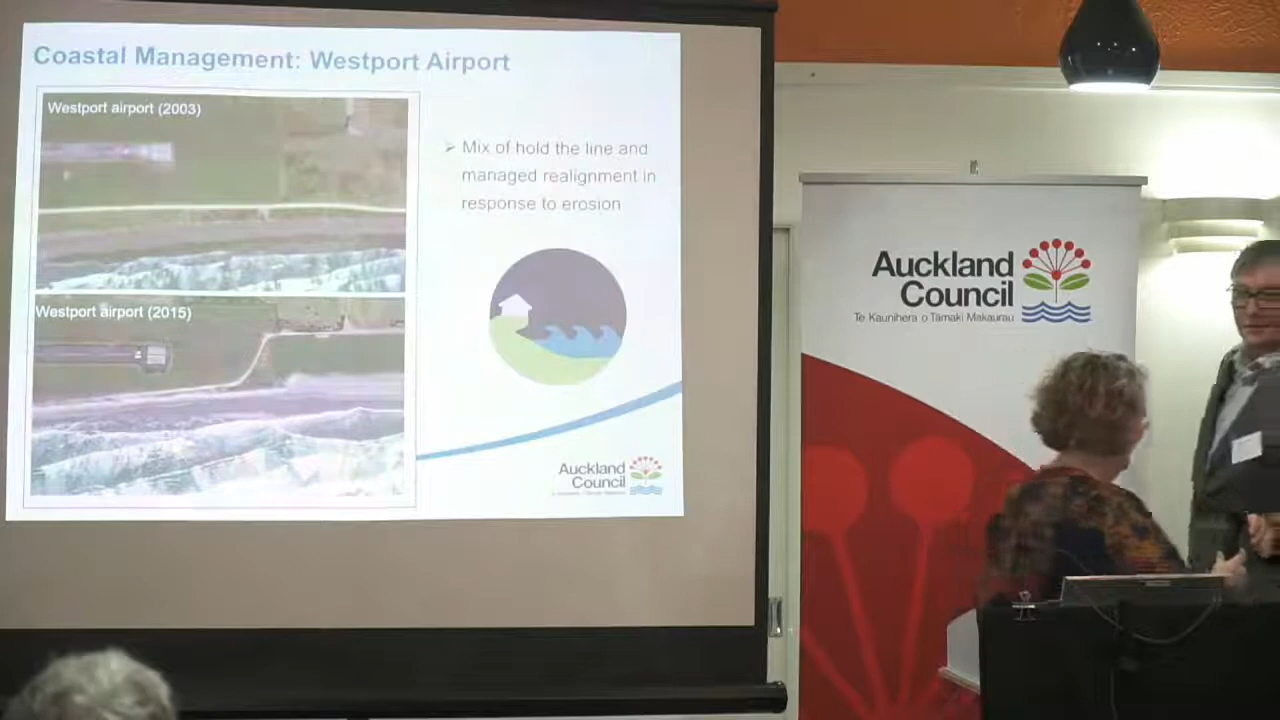 Coastal Management: Westport Airport
Westport airport (2003)
Westport airport (2015)
➢ Mix of hold the line and
managed realignment in
response to erosion
Auckland
Council
Auckland
Council
Te Kaunihera o Tāmaki Makaurau